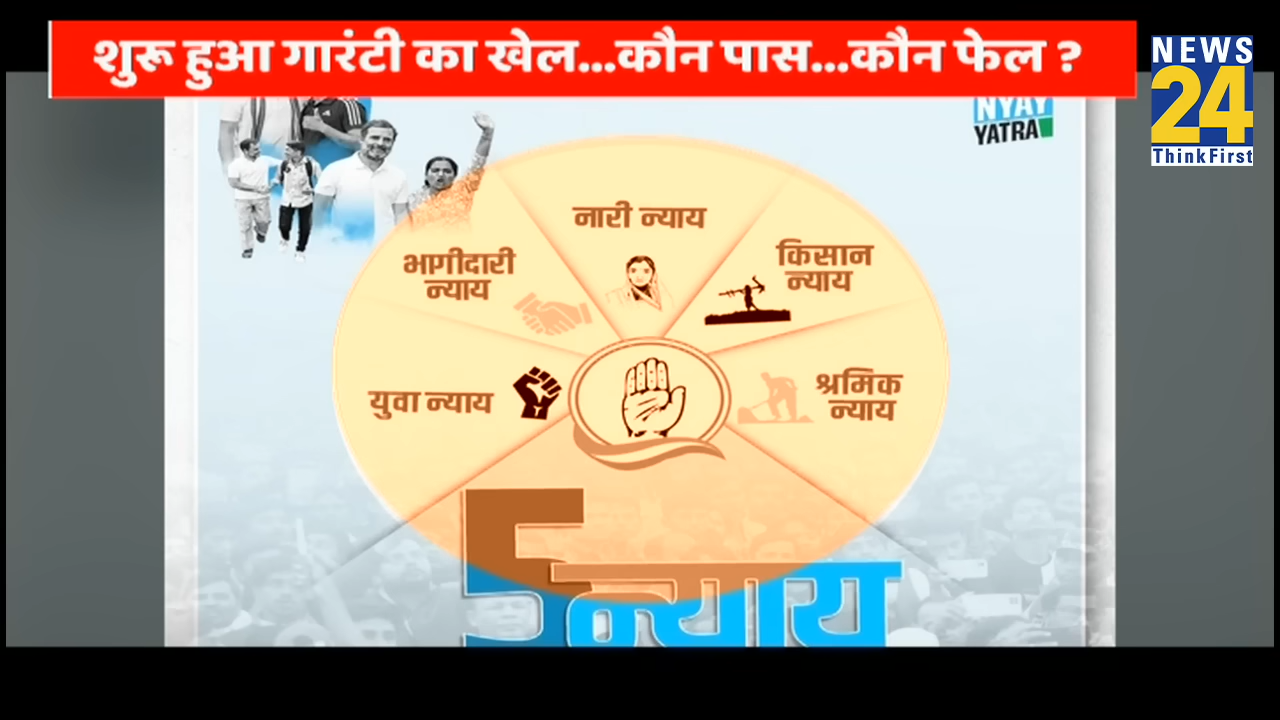 शुरू हुआ गारंटी का खेल...कौन पास...कौन फेल ?
NEWS
24
ThinkFirst
NYAY
YATRA
नारी न्याय
भागीदारी
न्याय
किसान
न्याय
युवा न्याय
श्रमिक
न्याय
5 न्याय